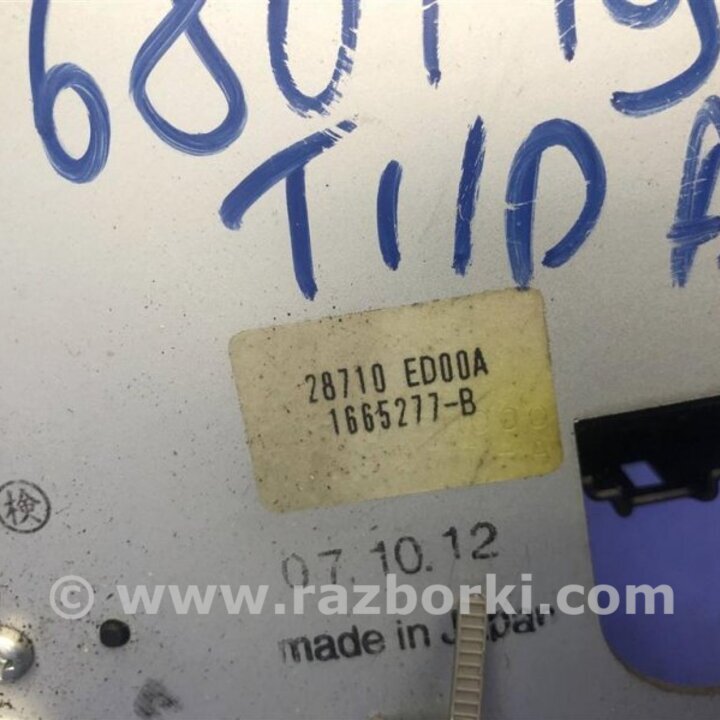 TIIDA
28710 ED00A
1665277-B
検
07.10.12
© www.razborki.com
made in Japan